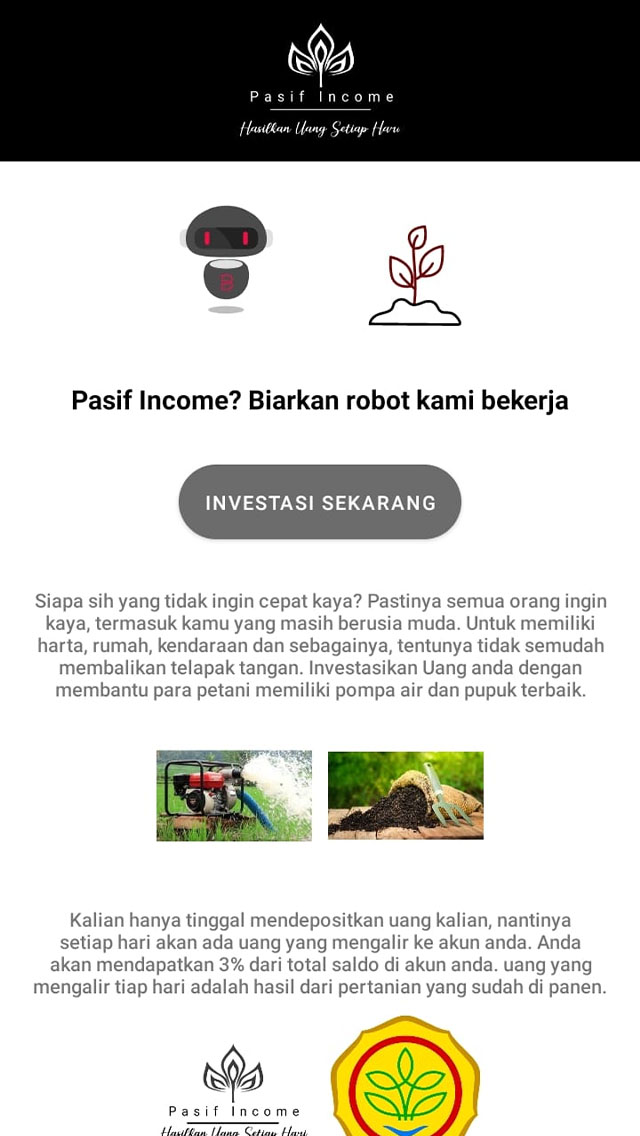 Pasif Income
Hasilkan Uang Setiap Hari
B
Pasif Income? Biarkan robot kami bekerja
INVESTASI SEKARANG
Siapa sih yang tidak ingin cepat kaya? Pastinya semua orang ingin
kaya, termasuk kamu yang masih berusia muda. Untuk memiliki
harta, rumah, kendaraan dan sebagainya, tentunya tidak semudah
membalikan telapak tangan. Investasikan Uang anda dengan
membantu para petani memiliki pompa air dan pupuk terbaik.
Kalian hanya tinggal mendepositkan uang kalian, nantinya
setiap hari akan ada uang yang mengalir ke akun anda. Anda
akan mendapatkan 3% dari total saldo di akun anda. uang yang
mengalir tiap hari adalah hasil dari pertanian yang sudah di panen.
Pasif Income
Hasilkan Uang Setiap Hari